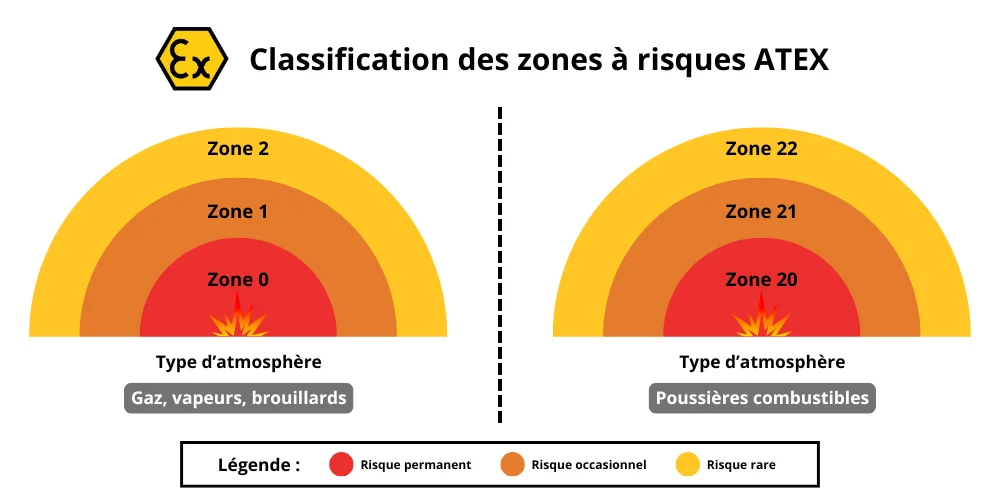 Ex
Classification des zones à risques ATEX
Zone 2
Zone 1
Zone 0
Type d’atmosphère
Gaz, vapeurs, brouillards
Zone 22
Zone 21
Zone 20
Type d’atmosphère
Poussières combustibles
Légende : Risque permanent Risque occasionnel Risque rare